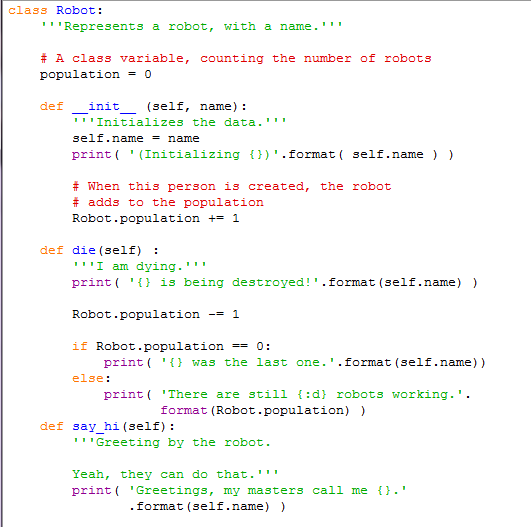 class Robot:
    '''Represents a robot, with a name.'''

    # A class variable, counting the number of robots
    population = 0

    def __init__ (self, name):
        '''Initializes the data.'''
        self.name = name
        print( '(Initializing {})'.format( self.name ) )

        # When this person is created, the robot
        # adds to the population
        Robot.population += 1

    def die(self) :
        '''I am dying.'''
        print( '{} is being destroyed!'.format(self.name) )

        Robot.population -= 1

        if Robot.population == 0:
            print( '{} was the last one.'.format(self.name))
        else:
            print( 'There are still {:d} robots working.'.
                   format(Robot.population) )
    def say_hi(self):
        '''Greeting by the robot.

        Yeah, they can do that.'''
        print( 'Greetings, my masters call me {}.'
               .format(self.name) )